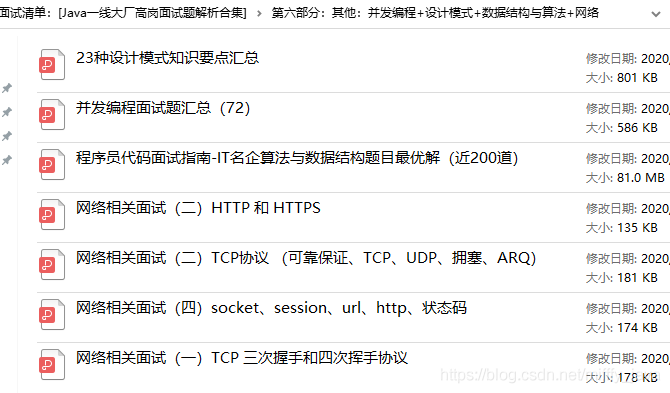 面试清单：[Java一线大厂高岗面试题解析合集] > 第六部分：其他：并发编程+设计模式+数据结构与算法+网络
23种设计模式知识要点汇总
修改日期: 2020
大小: 801 KB
并发编程面试题汇总（72）
修改日期: 2020
大小: 586 KB
程序员代码面试指南-IT名企算法与数据结构题目最优解（近200道）
修改日期: 2020
大小: 81.0 MB
网络相关面试（二）HTTP 和 HTTPS
修改日期: 2020
大小: 135 KB
网络相关面试（二）TCP协议 （可靠保证、TCP、UDP、拥塞、ARQ）
修改日期: 2020
大小: 181 KB
网络相关面试（四）socket、session、url、http、状态码
修改日期: 2020
大小: 174 KB
网络相关面试（一）TCP 三次握手和四次挥手协议
修改日期: 2020
大小: 178 KB